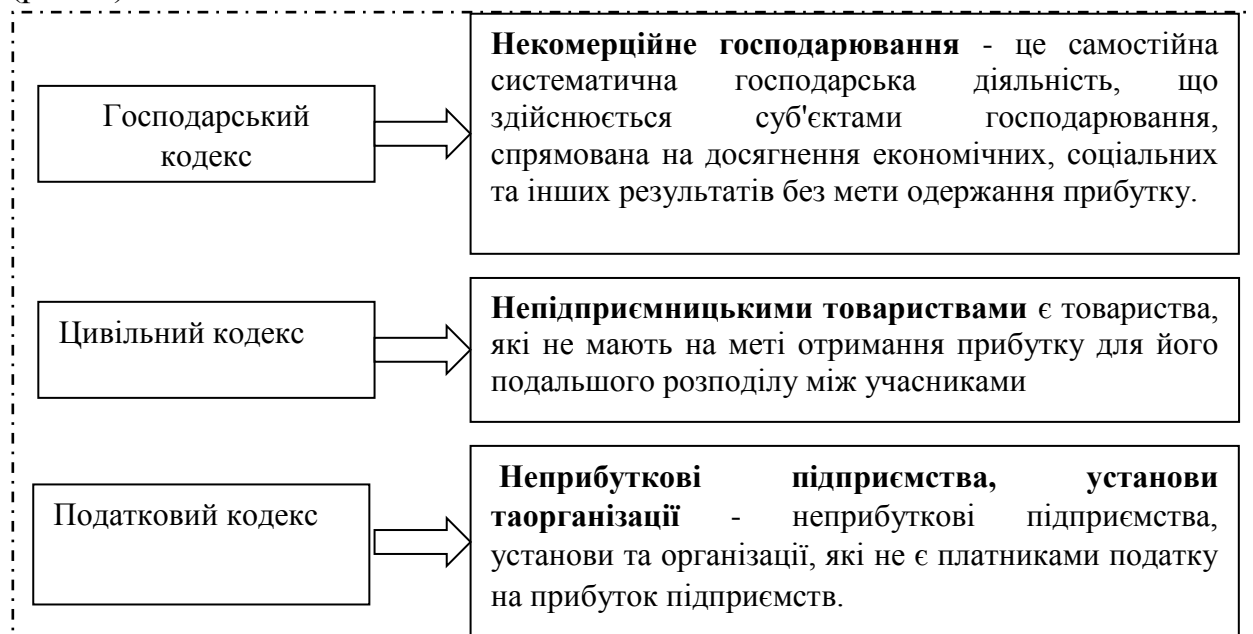 Некомерційне господарювання - це самостійна
систематична господарська діяльність, що
здійснюється суб'єктами господарювання,
спрямована на досягнення економічних, соціальних
та інших результатів без мети одержання прибутку.
Господарський
кодекс
Непідприємницькими товариствами є товариства,
які не мають на меті отримання прибутку для його
подальшого розподілу між учасниками
Цивільний кодекс
Неприбуткові підприємства, установи
таорганізації - неприбуткові підприємства,
установи та організації, які не є платниками податку
на прибуток підприємств.
Податковий кодекс